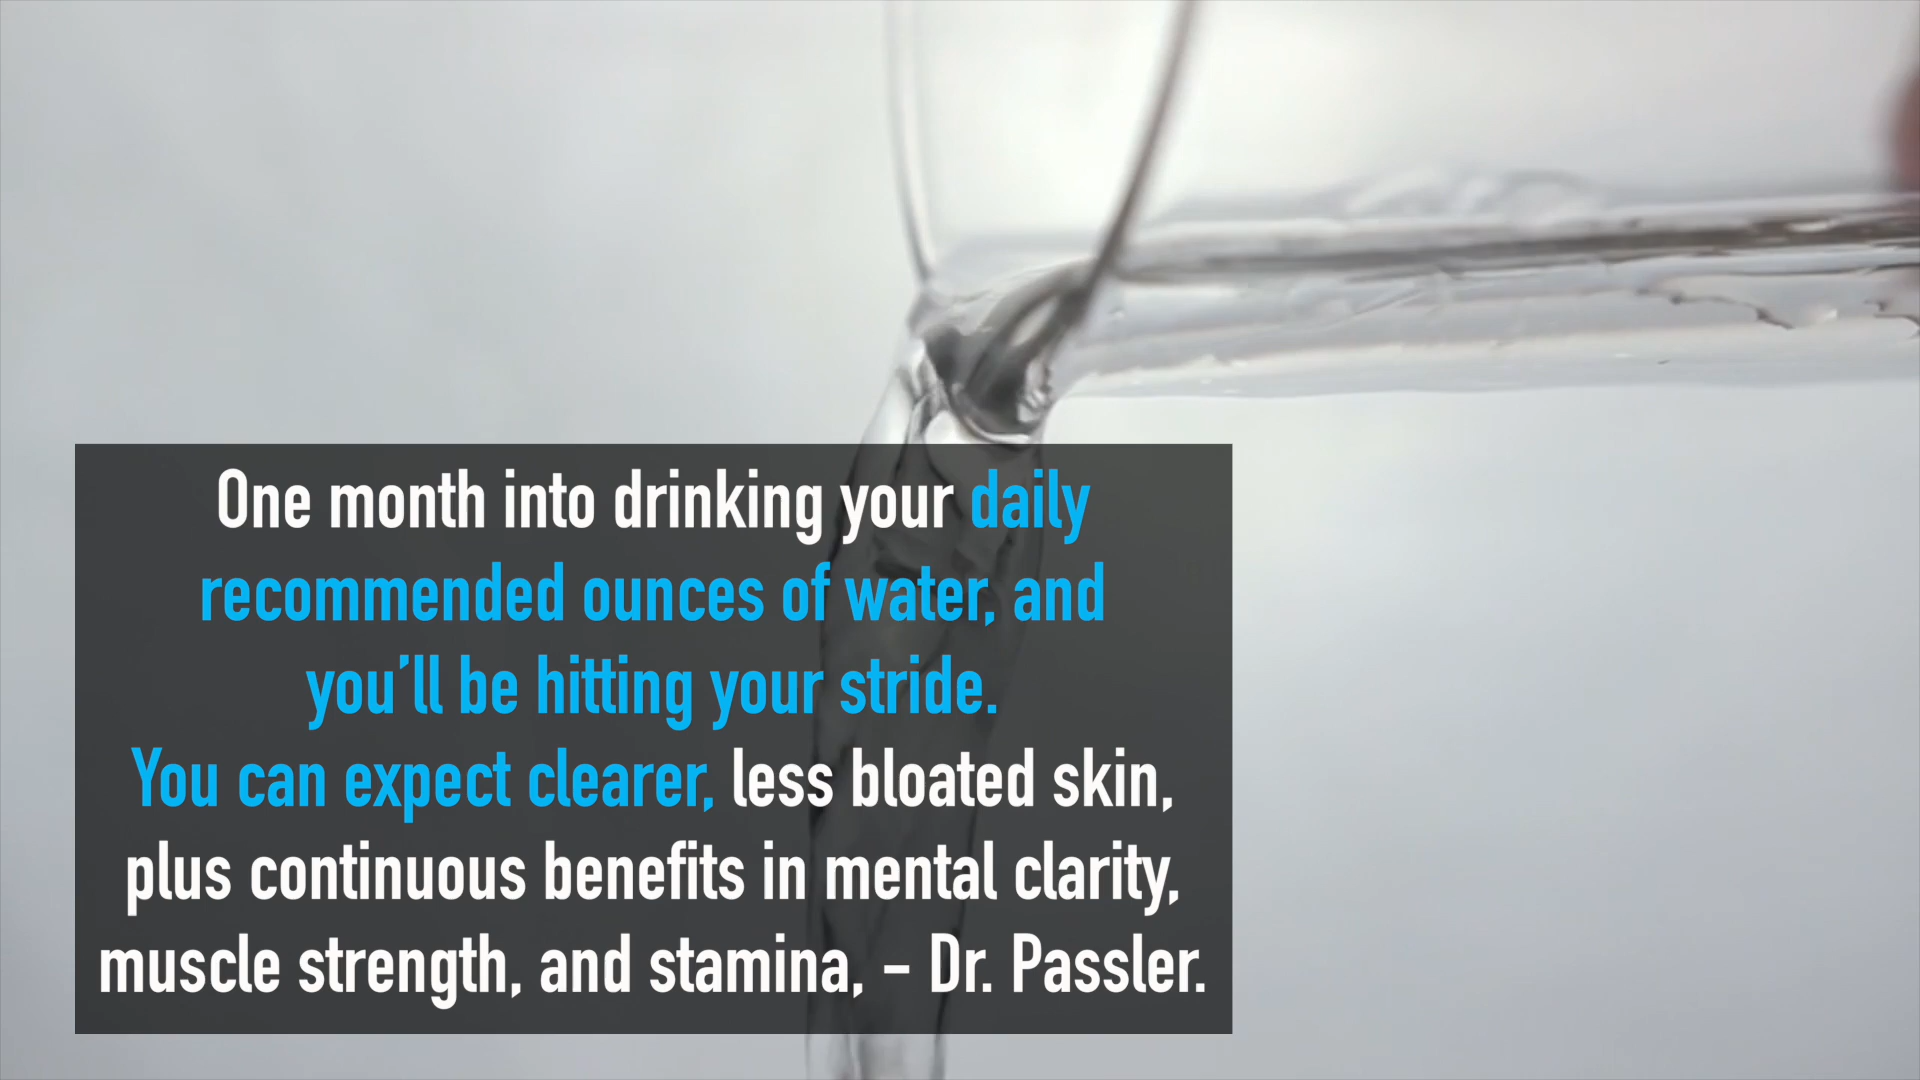 One month into drinking your daily
recommended ounces of water, and
you'll be hitting your stride.
You can expect clearer, less bloated skin,
plus continuous benefits in mental clarity,
muscle strength, and stamina, – Dr. Passler.